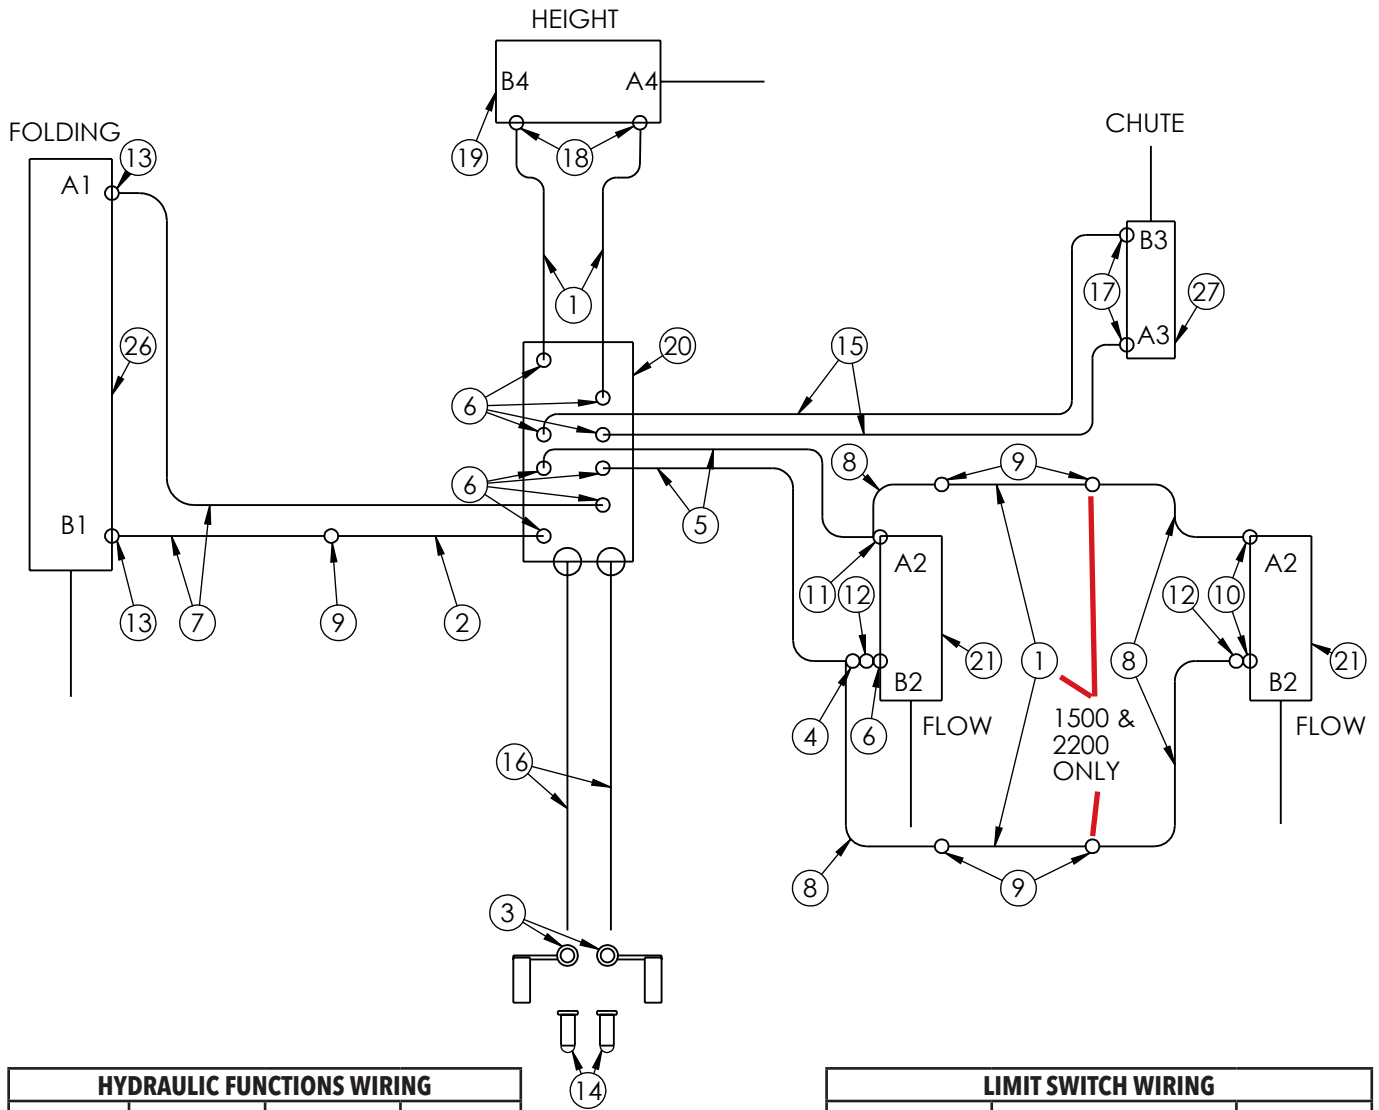 HEIGHT
B4 A4
19 18
FOLDING
13
A1
CHUTE
B3
17 27
A3
26
1
20
15
6
6
8 9
5
B1
13 7 9 2
11 12
A2
21
B2
4 6
FLOW
1 8
12 10
A2
21
B2
FLOW
1500 &
2200
ONLY
16
8 9
3
14
HYDRAULIC FUNCTIONS WIRING
LIMIT SWITCH WIRING